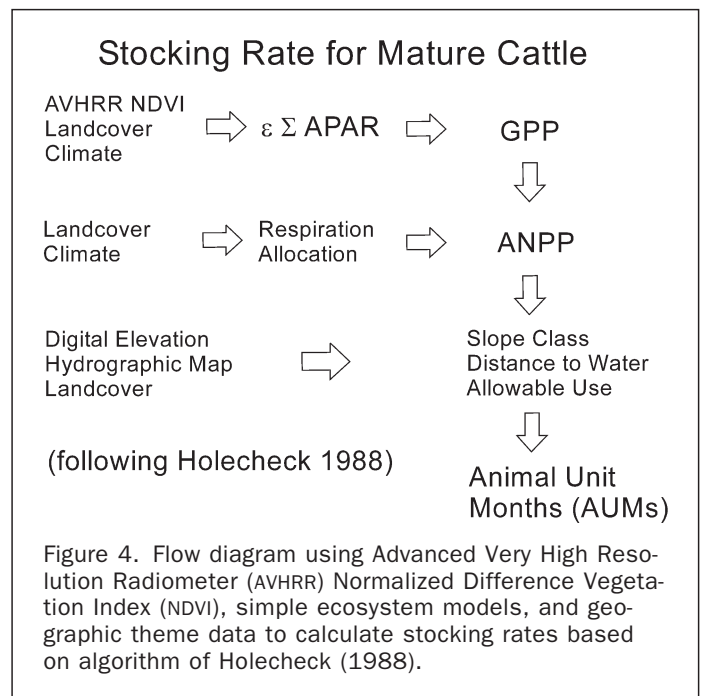 Stocking Rate for Mature Cattle
AVHRR NDVI
Landcover
Climate
ε Σ APAR
GPP
Landcover
Climate
Respiration
Allocation
ANPP
Digital Elevation
Hydrographic Map
Landcover
Slope Class
Distance to Water
Allowable Use
(following Holecheck 1988)
Animal Unit
Months (AUMs)
Figure 4. Flow diagram using Advanced Very High Reso-
lution Radiometer (AVHRR) Normalized Difference Vegeta-
tion Index (NDVI), simple ecosystem models, and geo-
graphic theme data to calculate stocking rates based
on algorithm of Holecheck (1988).